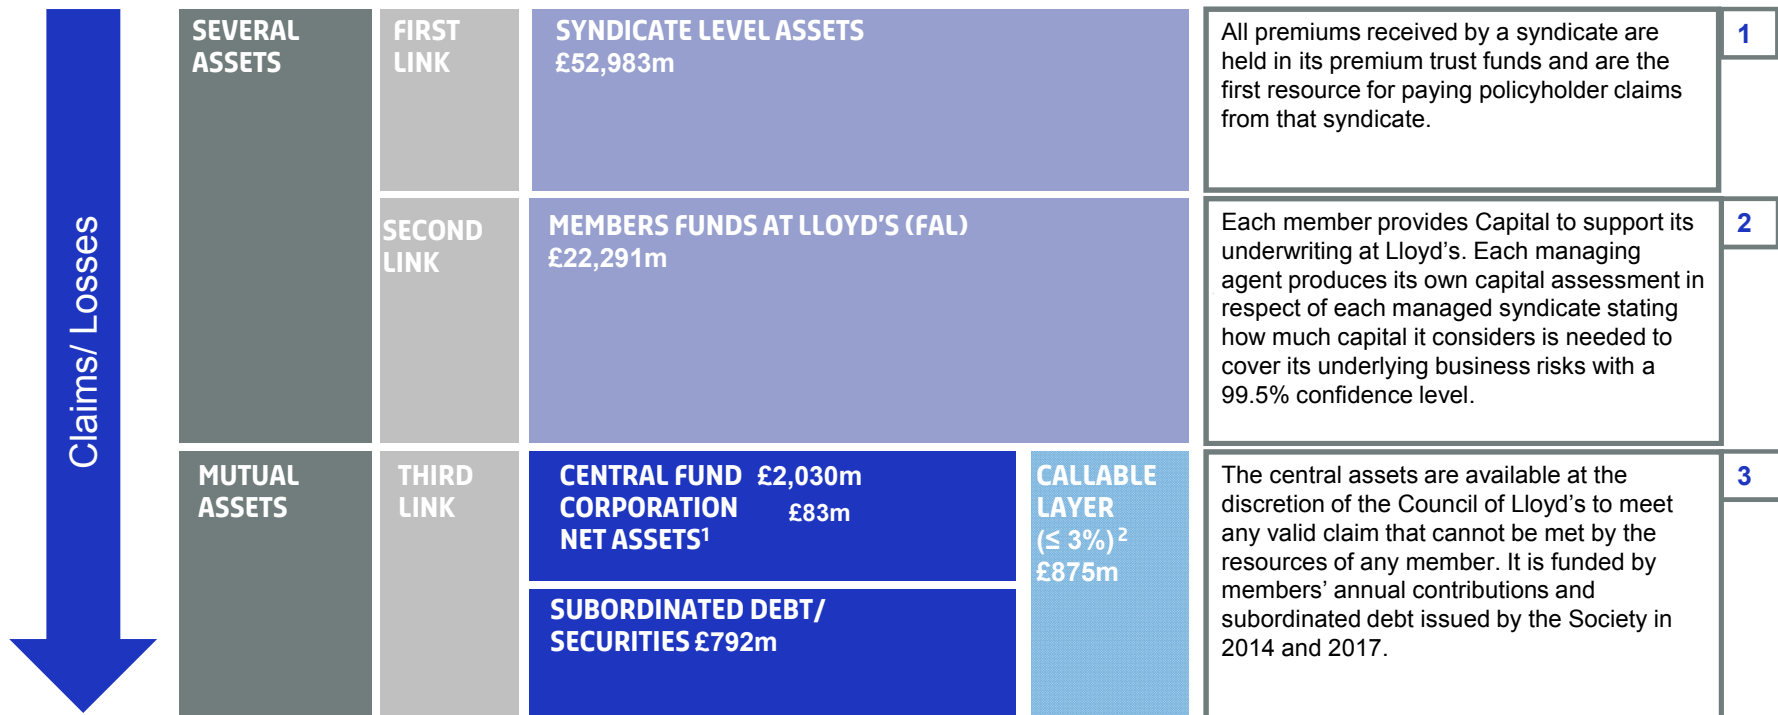 Claims/ Losses
SEVERAL
ASSETS
FIRST
LINK
SYNDICATE LEVEL ASSETS
£52,983m
All premiums received by a syndicate are
held in its premium trust funds and are the
first resource for paying policyholder claims
from that syndicate.
1
SECOND
LINK
MEMBERS FUNDS AT LLOYD'S (FAL)
£22,291m
Each member provides Capital to support its
underwriting at Lloyd's. Each managing
agent produces its own capital assessment in
respect of each managed syndicate stating
how much capital it considers is needed to
cover its underlying business risks with a
99.5% confidence level.
2
MUTUAL
ASSETS
THIRD
LINK
CENTRAL FUND £2,030m
CORPORATION £83m
NET ASSETS¹
SUBORDINATED DEBT/
SECURITIES £792m
CALLABLE
LAYER
(≤ 3%)²
£875m
The central assets are available at the
discretion of the Council of Lloyd's to meet
any valid claim that cannot be met by the
resources of any member. It is funded by
members' annual contributions and
subordinated debt issued by the Society in
2014 and 2017.
3